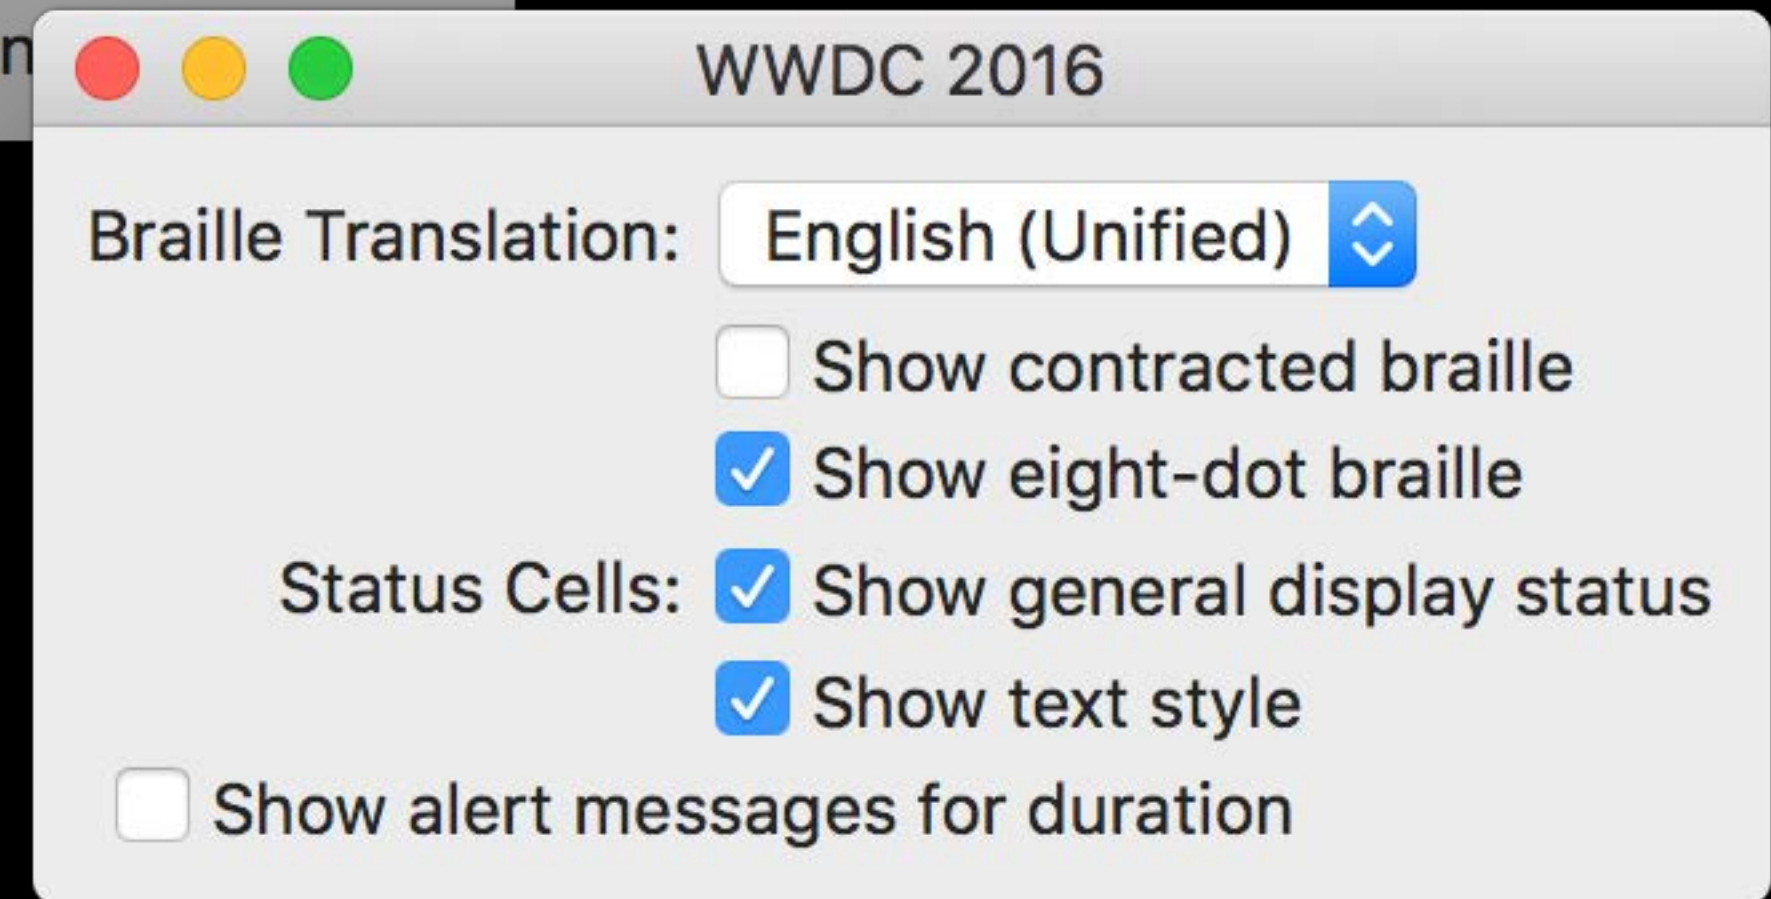 WWDC 2016
Braille Translation: English (Unified)
Show contracted braille
Show eight-dot braille
Status Cells: Show general display status
Show text style
Show alert messages for duration